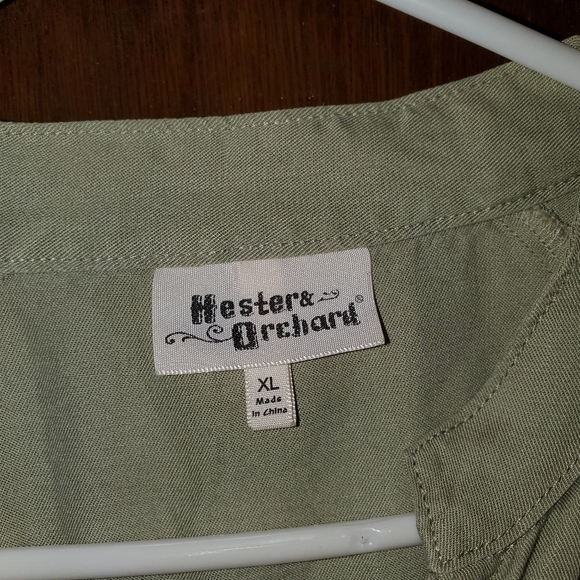 Hester&
Orchard®
XL
Made
in China